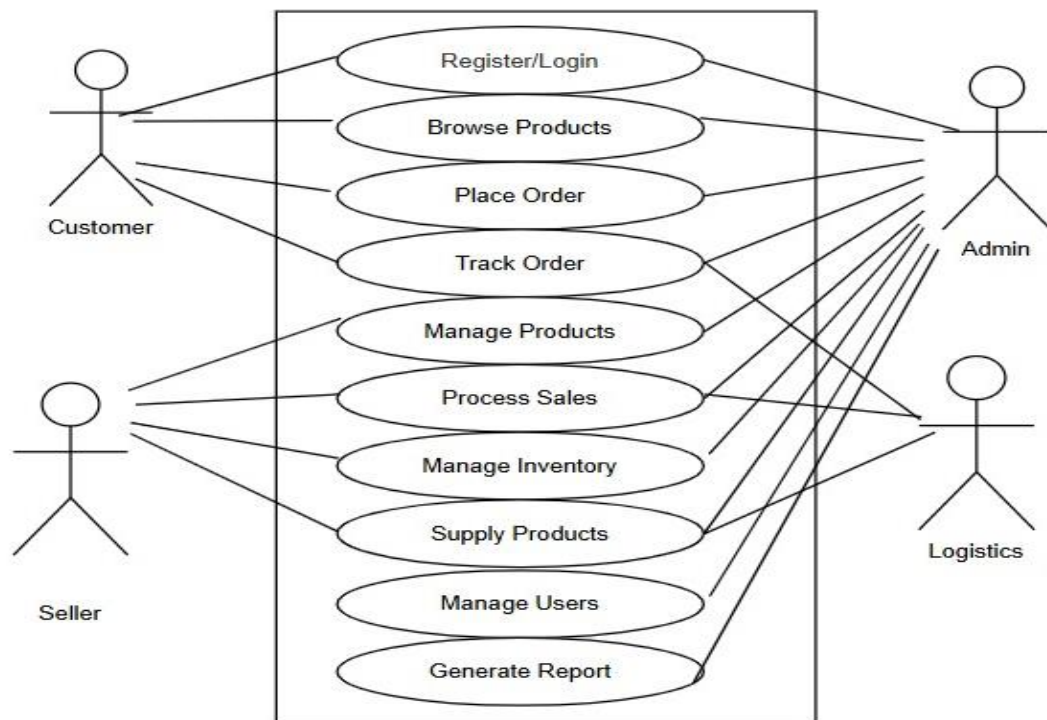 Register/Login
Browse Products
Place Order
Customer
Track Order
Admin
Manage Products
Process Sales
Manage Inventory
Supply Products
Logistics
Manage Users
Seller
Generate Report